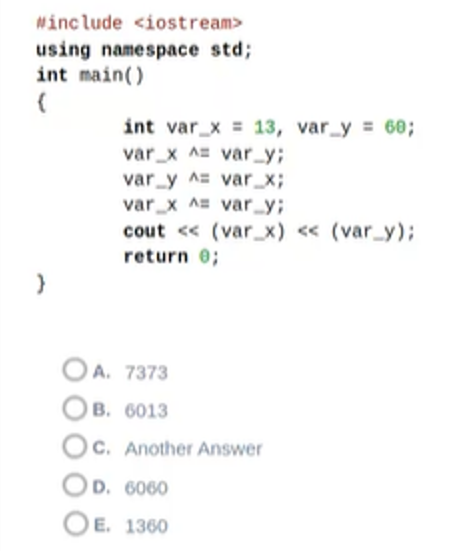 #include <iostream>
using namespace std;
int main()
{
int var_x = 13, var_y = 60;
var_x ^= var_y;
var_y ^= var_x;
var_x ^= var_y;
cout << (var_x) << (var_y);
return 0;
}
A. 7373
B. 6013
C. Another Answer
D. 6060
E. 1360